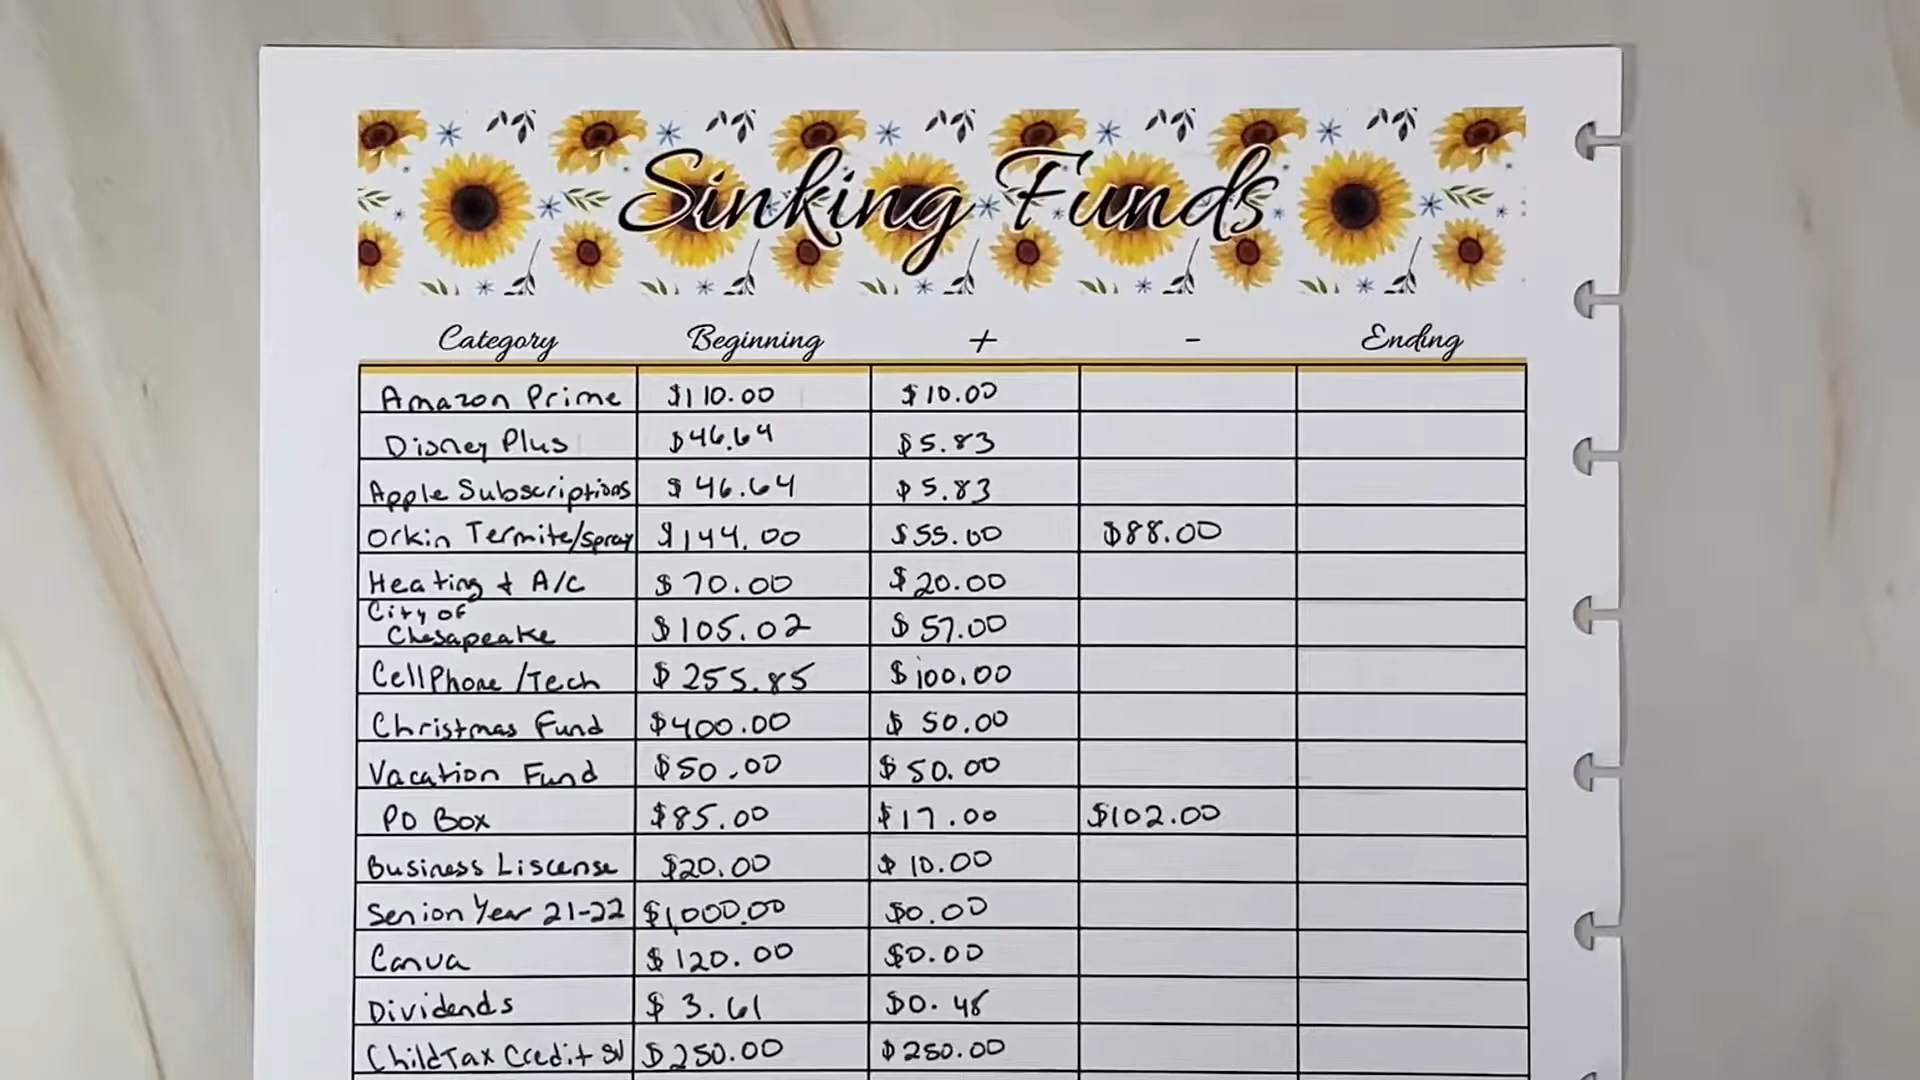 Sinking Funds
Category Beginning + - Ending
Amazon Prime $110.00 $10.00
Disney Plus $46.64 $5.83
Apple Subscriptions $46.64 $5.83
Orkin Termite/spray $144.00 $55.00 $88.00
Heating & A/C $70.00 $20.00
City of
Chesapeake $105.02 $57.00
Cell Phone /Tech $255.85 $100.00
Christmas Fund $400.00 $50.00
Vacation Fund $50.00 $50.00
PO Box $85.00 $17.00 $102.00
Business Liscense $20.00 $10.00
Senior Year 21-22 $1,000.00 $0.00
Canva $120.00 $0.00
Dividends $3.61 $0.48
Child Tax Credit SV $250.00 $250.00